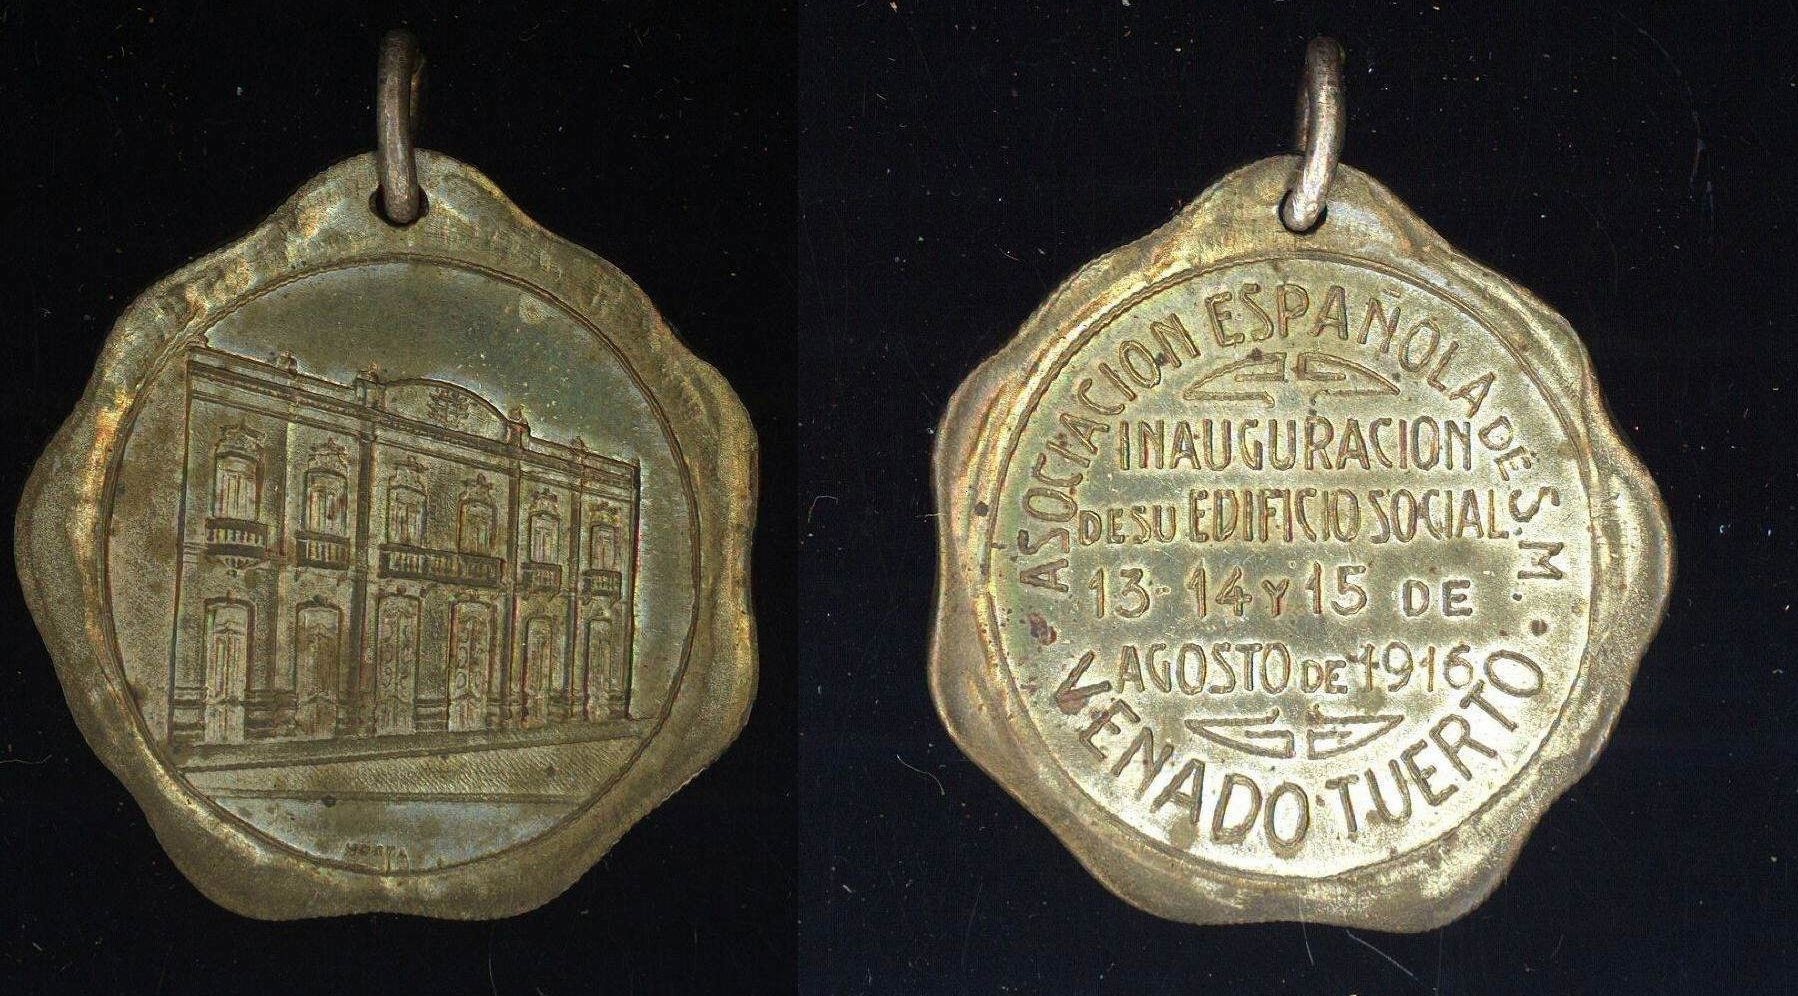 ASOCIACION ESPAÑOLA DE S. M.
INAUGURACION
DE SU EDIFICIO SOCIAL
13-14 Y 15 DE
AGOSTO DE 1916
VENADO TUERTO